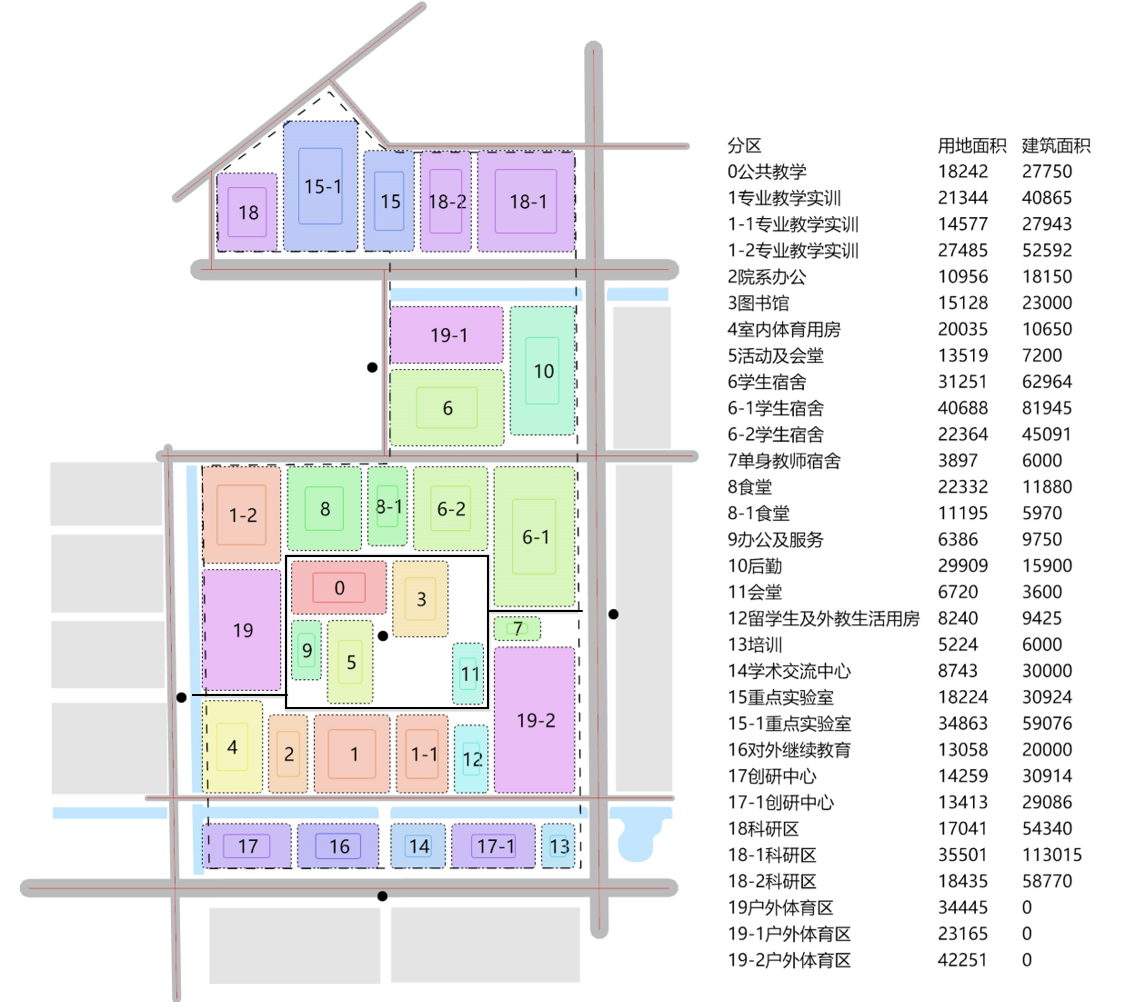 15-1
18
15
18-2
18-1
19-1
10
6
1-2
8
8-1
6-2
6-1
0
3
19
9
5
7
11
4
2
1
1-1
12
19-2
17
16
14
17-1
13
分区 用地面积 建筑面积
0公共教学 18242 27750
1专业教学实训 21344 40865
1-1专业教学实训 14577 27943
1-2专业教学实训 27485 52592
2院系办公 10956 18150
3图书馆 15128 23000
4室内体育用房 20035 10650
5活动及会堂 13519 7200
6学生宿舍 31251 62964
6-1学生宿舍 40688 81945
6-2学生宿舍 22364 45091
7单身教师宿舍 3897 6000
8食堂 22332 11880
8-1食堂 11195 5970
9办公及服务 6386 9750
10后勤 29909 15900
11会堂 6720 3600
12留学生及外教生活用房 8240 9425
13培训 5224 6000
14学术交流中心 8743 30000
15重点实验室 18224 30924
15-1重点实验室 34863 59076
16对外继续教育 13058 20000
17创研中心 14259 30914
17-1创研中心 13413 29086
18科研区 17041 54340
18-1科研区 35501 113015
18-2科研区 18435 58770
19户外体育区 34445 0
19-1户外体育区 23165 0
19-2户外体育区 42251 0